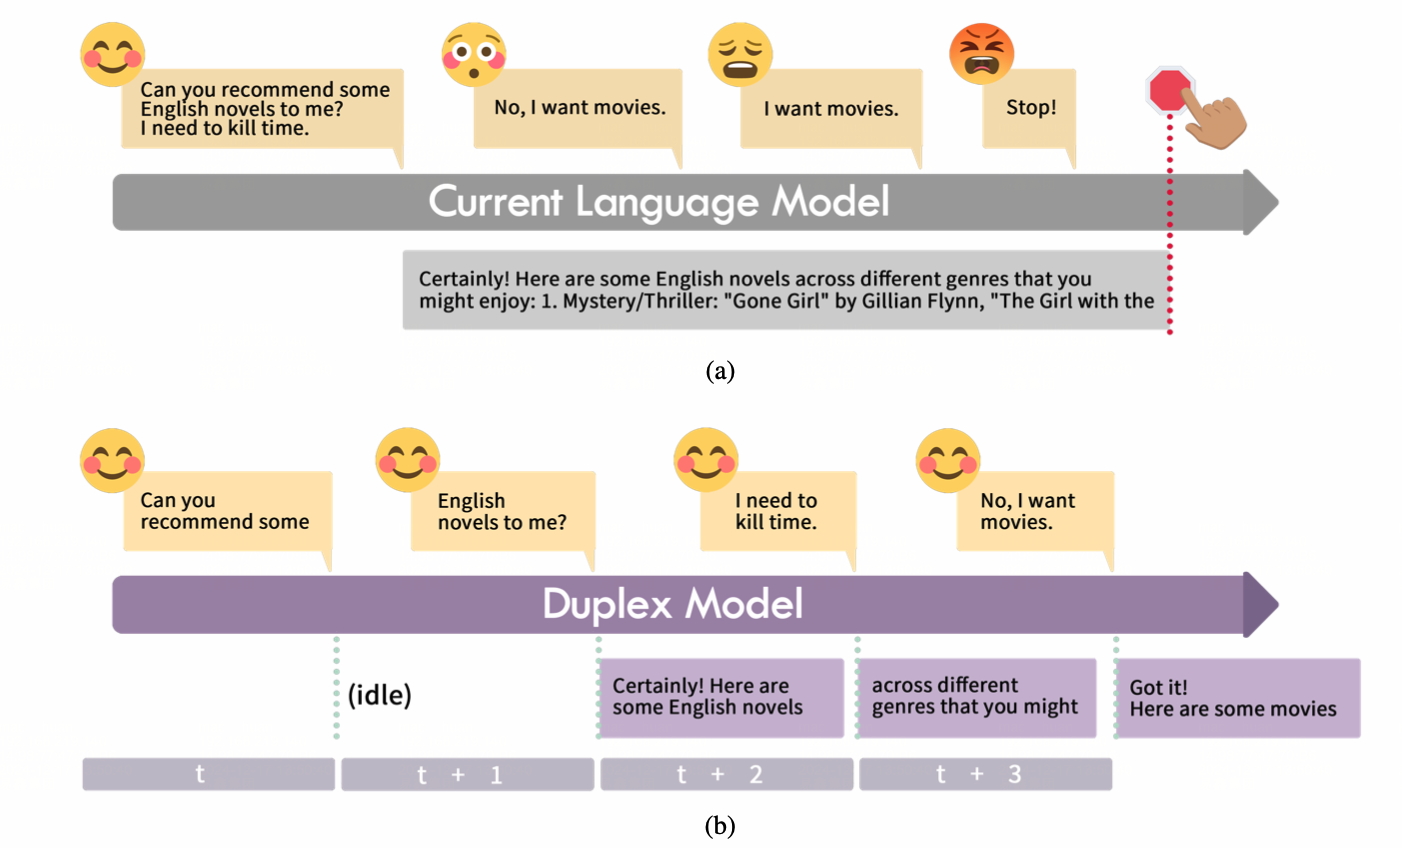 Can you recommend some
English novels to me?
I need to kill time.
No, I want movies.
I want movies.
Stop!
Current Language Model
Certainly! Here are some English novels across different genres that you
might enjoy: 1. Mystery/Thriller: "Gone Girl" by Gillian Flynn, "The Girl with the
(a)
Can you
recommend some
English
novels to me?
I need to
kill time.
No, I want
movies.
Duplex Model
(idle)
Certainly! Here are
some English novels
across different
genres that you might
Got it!
Here are some movies
t
t + 1
t + 2
t + 3
(b)